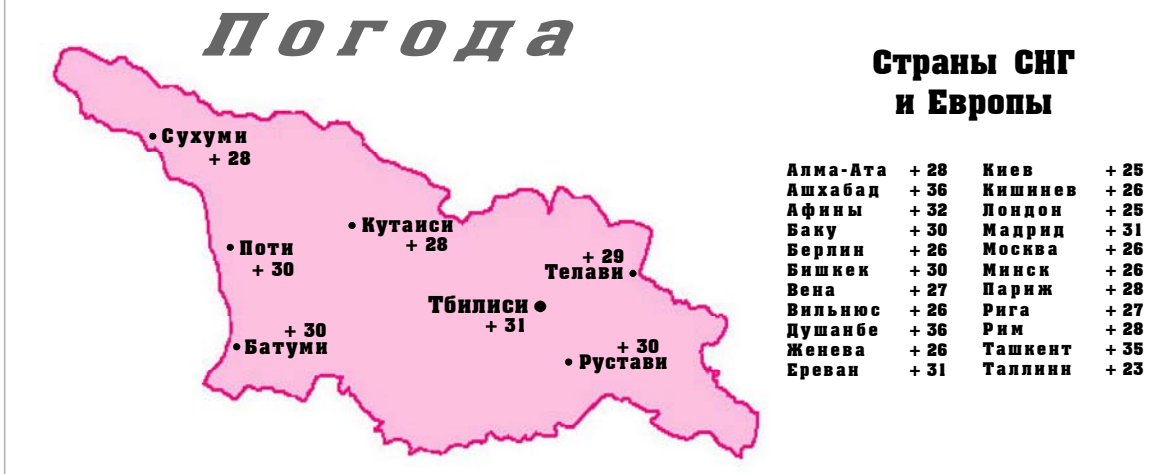 Погода
Сухуми
+ 28
Кутаиси
+ 28
Поти
+ 30
+ 29
Телави
Тбилиси
+ 31
+ 30
Батуми
+ 30
Рустави
Страны СНГ
и Европы
Алма-Ата + 28
Ашхабад + 36
Афины + 32
Баку + 30
Берлин + 26
Бишкек + 30
Вена + 27
Вильнюс + 26
Душанбе + 36
Женева + 26
Ереван + 31
Киев + 25
Кишинев + 26
Лондон + 25
Мадрид + 31
Москва + 26
Минск + 26
Париж + 28
Рига + 27
Рим + 28
Ташкент + 35
Таллинн + 23